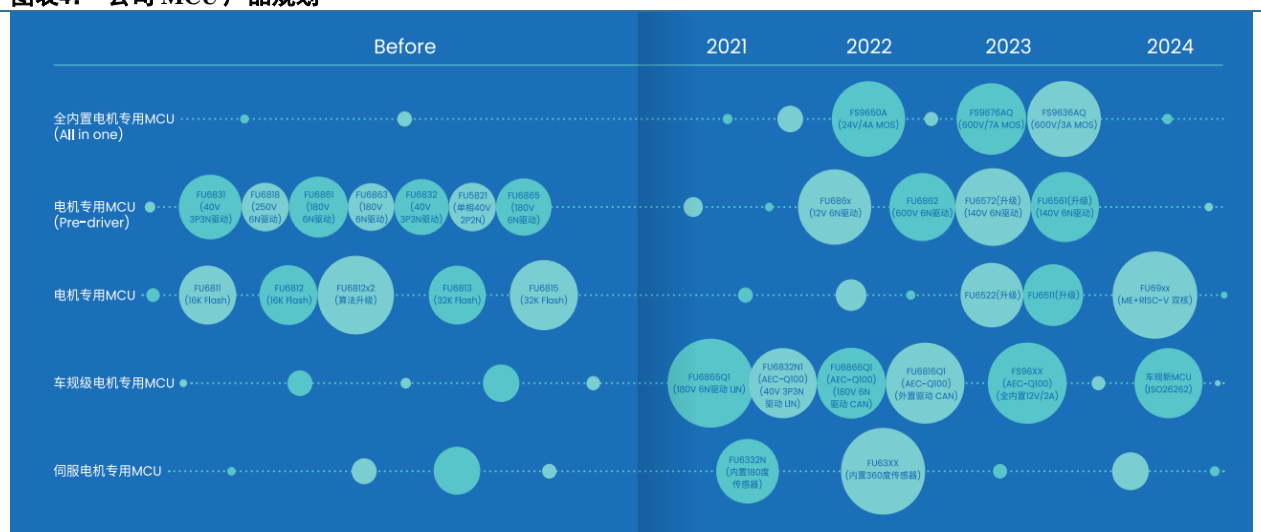 图表4： 公司 MCU 产品规划
Before
2021
2022
2023
2024
全内置电机专用MCU
(All in one)
FS9650A
(24V/4A MOS)
FS9676AQ
(600V/7A MOS)
FS9636AQ
(600V/3A MOS)
电机专用MCU
(Pre-driver)
FU6831
(40V
3P3N驱动)
FU6818
(250V
6N驱动)
FU6861
(180V
6N驱动)
FU6863
(180V
6N驱动)
FU6832
(40V
3P3N驱动)
FU5821
(单相40V
2P2N)
FU6865
(180V
6N驱动)
FU686x
(12V 6N驱动)
FU6862
(600V 6N驱动)
FU6572(升级)
(140V 6N驱动)
FU6561(升级)
(140V 6N驱动)
电机专用MCU
FU6811
(16K Flash)
FU6812
(16K Flash)
FU6812x2
(算法升级)
FU6813
(32K Flash)
FU6815
(32K Flash)
FU6522(升级)
FU6511(升级)
FU69xx
(ME+RISC-V 双核)
车规级电机专用MCU
FU6865Q1
(180V 6N驱动 LIN)
FU6832N1
(AEC-Q100)
(40V 3P3N
驱动 LIN)
FU6866Q1
(AEC-Q100)
(180V 6N
驱动 CAN)
FU6816Q1
(AEC-Q100)
(外置驱动 CAN)
FS96XX
(AEC-Q100)
(全内置12V/2A)
车规新MCU
(ISO26262)
伺服电机专用MCU
FU6332N
(内置180度
传感器)
FU63XX
(内置360度传感器)